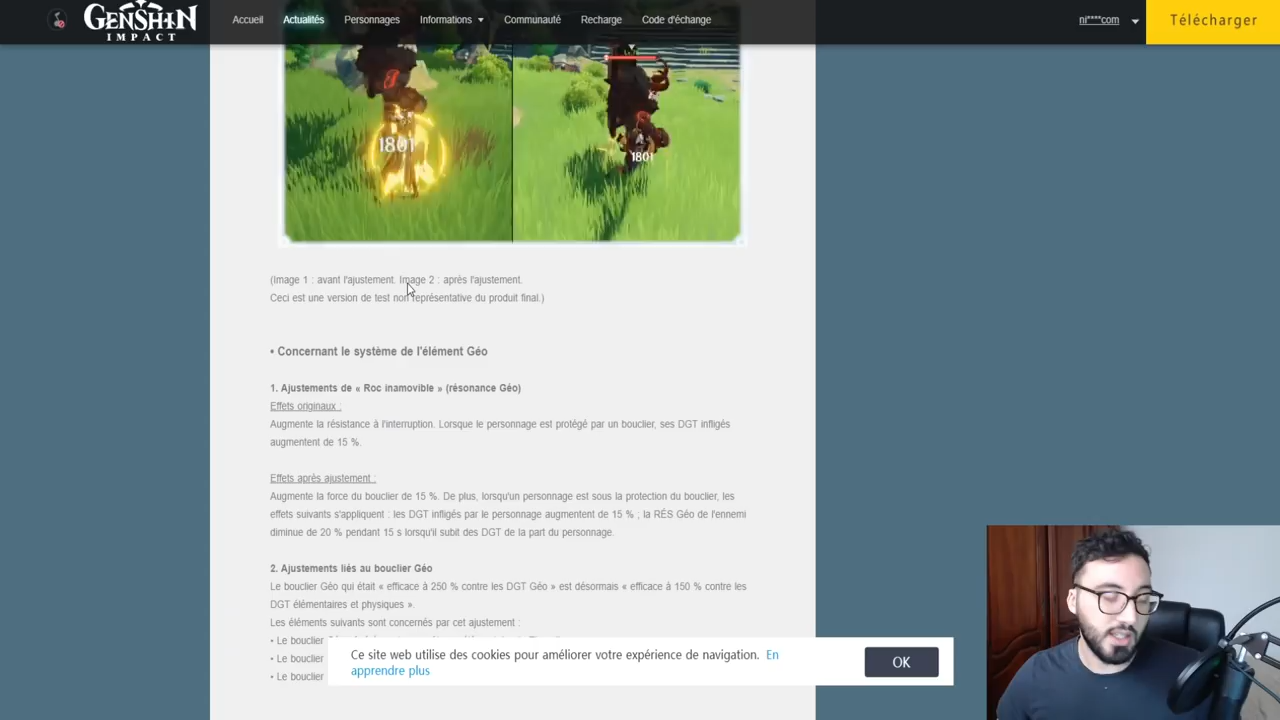 GENSHIN
IMPACT
Accueil
Actualités
Personnages
Informations
Communauté
Recharge
Code d'échange
ni****com
Télécharger
1801
1801
(Image 1 : avant l'ajustement. Image 2 : après l'ajustement.
Ceci est une version de test non représentative du produit final.)
• Concernant le système de l'élément Géo
1. Ajustements de « Roc inamovible » (résonance Géo)
Effets originaux :
Augmente la résistance à l'interruption. Lorsque le personnage est protégé par un bouclier, ses DGT infligés
augmentent de 15 %.
Effets après ajustement :
Augmente la force du bouclier de 15 %. De plus, lorsqu'un personnage est sous la protection du bouclier, les
effets suivants s'appliquent : les DGT infligés par le personnage augmentent de 15 % ; la RÉS Géo de l'ennemi
diminue de 20 % pendant 15 s lorsqu'il subit des DGT de la part du personnage.
2. Ajustements liés au bouclier Géo
Le bouclier Géo qui était « efficace à 250 % contre les DGT Géo » est désormais « efficace à 150 % contre les
DGT élémentaires et physiques ».
Les éléments suivants sont concernés par cet ajustement :
• Le bouclier
• Le bouclier
• Le bouclier
Ce site web utilise des cookies pour améliorer votre expérience de navigation. En
apprendre plus
OK